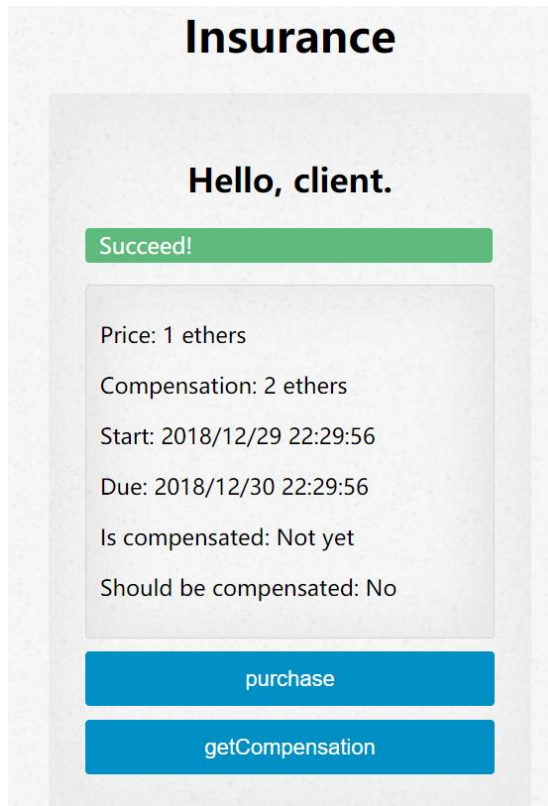 Insurance
Hello, client.
Succeed!
Price: 1 ethers
Compensation: 2 ethers
Start: 2018/12/29 22:29:56
Due: 2018/12/30 22:29:56
Is compensated: Not yet
Should be compensated: No
purchase
getCompensation